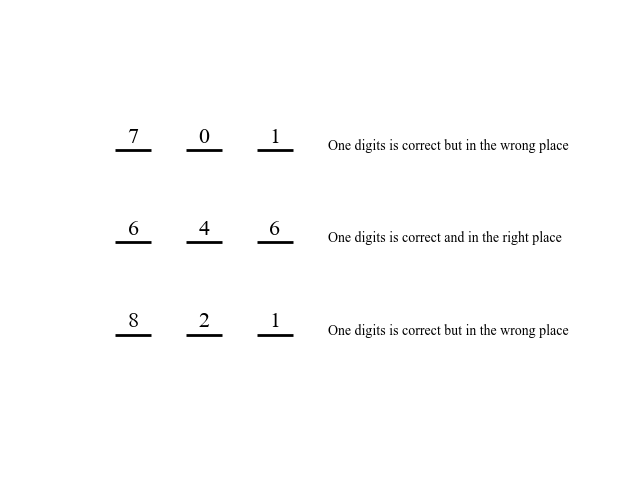 7 0 1 One digits is correct but in the wrong place
6 4 6 One digits is correct and in the right place
8 2 1 One digits is correct but in the wrong place